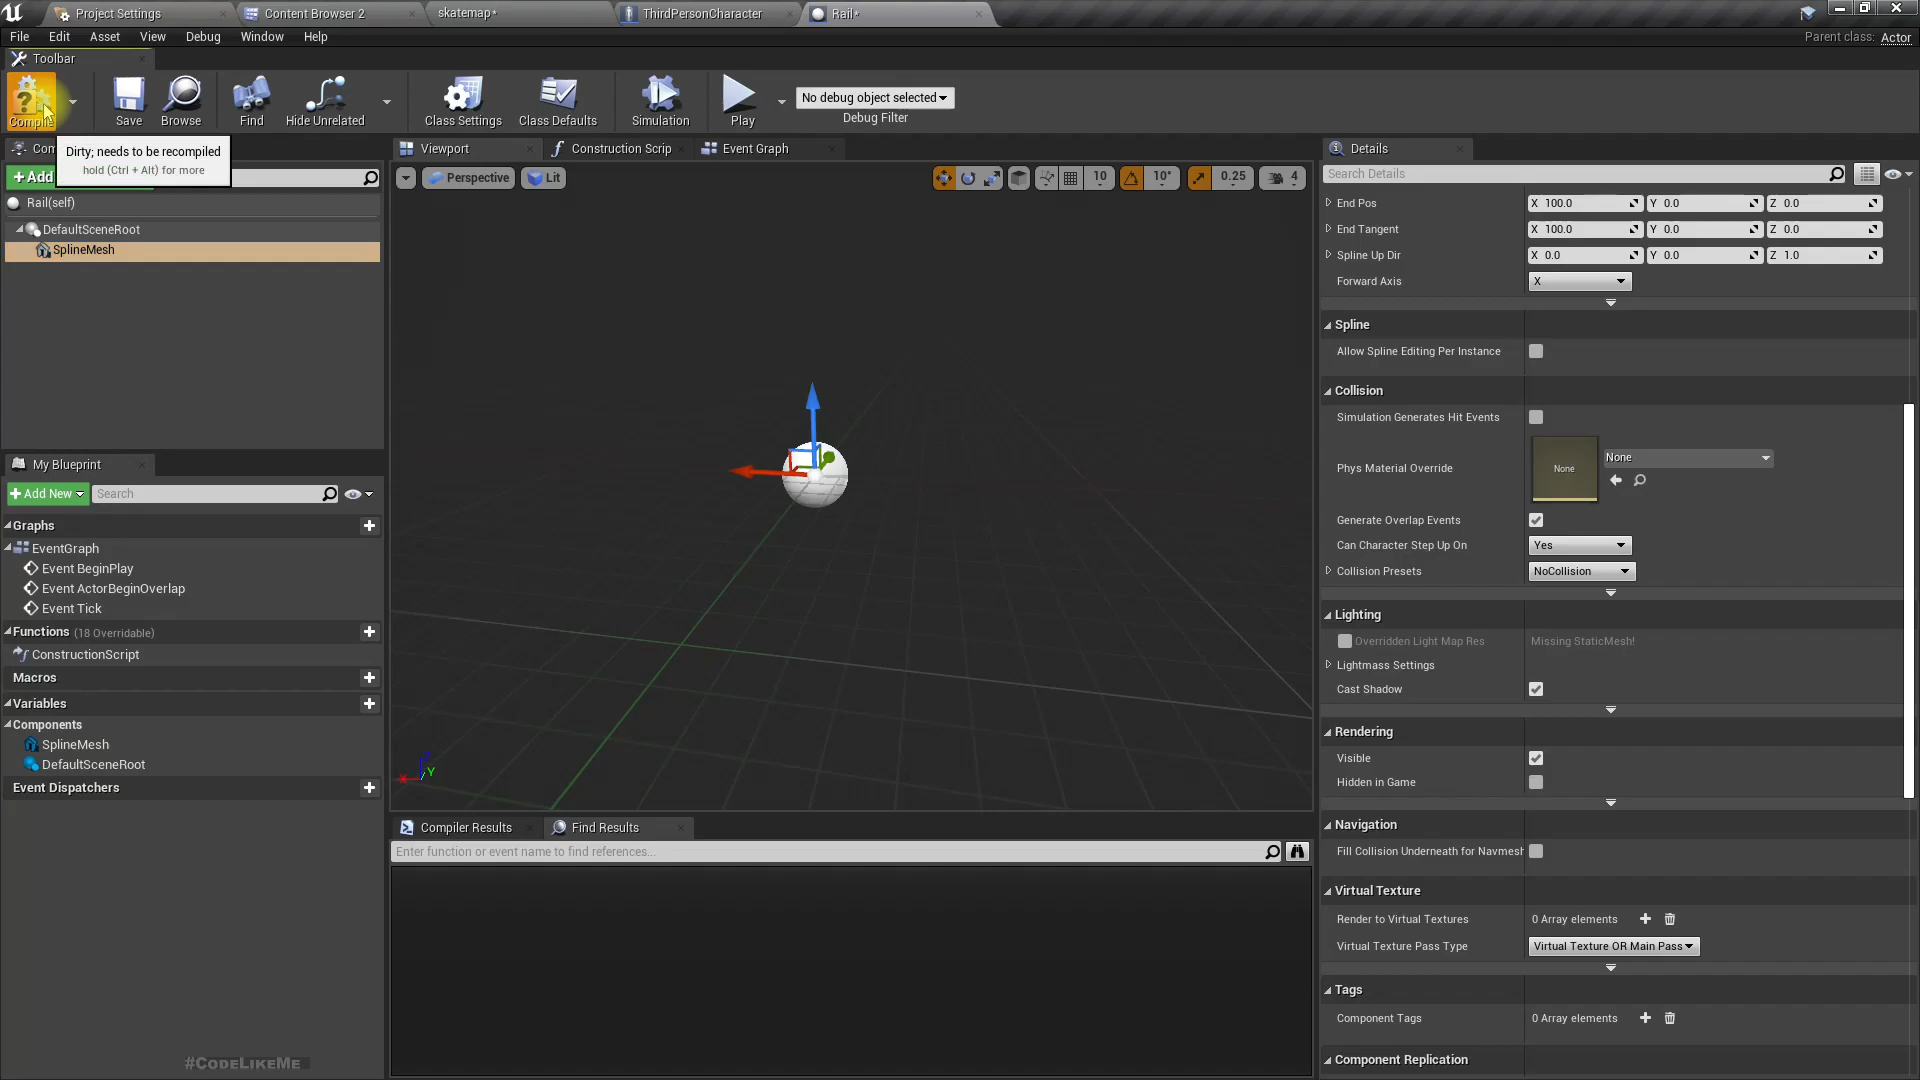 Project Settings
Content Browser 2
skatemap*
ThirdPersonCharacter
Rail*
File
Edit
Asset
View
Debug
Window
Help
Parent class: Actor
Toolbar
Compile
Save
Browse
Find
Hide Unrelated
Class Settings
Class Defaults
Simulation
Play
No debug object selected
Debug Filter
Com
Dirty; needs to be recompiled
hold (Ctrl + Alt) for more
+Add
Rail(self)
DefaultSceneRoot
SplineMesh
Viewport
Construction Scrip
Event Graph
Perspective
Lit
10
10°
0.25
4
My Blueprint
Add New
Search
Graphs
EventGraph
Event BeginPlay
Event ActorBeginOverlap
Event Tick
Functions (18 Overridable)
ConstructionScript
Macros
Variables
Components
SplineMesh
DefaultSceneRoot
Event Dispatchers
#CodeLikeMe
X
Y
Z
Compiler Results
Find Results
Enter function or event name to find references...
Details
Search Details
End Pos X 100.0 Y 0.0 Z 0.0
End Tangent X 100.0 Y 0.0 Z 0.0
Spline Up Dir X 0.0 Y 0.0 Z 1.0
Forward Axis X
Spline
Allow Spline Editing Per Instance
Collision
Simulation Generates Hit Events
Phys Material Override None None
Generate Overlap Events
Can Character Step Up On Yes
Collision Presets NoCollision
Lighting
Overridden Light Map Res Missing StaticMesh!
Lightmass Settings
Cast Shadow
Rendering
Visible
Hidden in Game
Navigation
Fill Collision Underneath for Navmesh
Virtual Texture
Render to Virtual Textures 0 Array elements
Virtual Texture Pass Type Virtual Texture OR Main Pass
Tags
Component Tags 0 Array elements
Component Replication